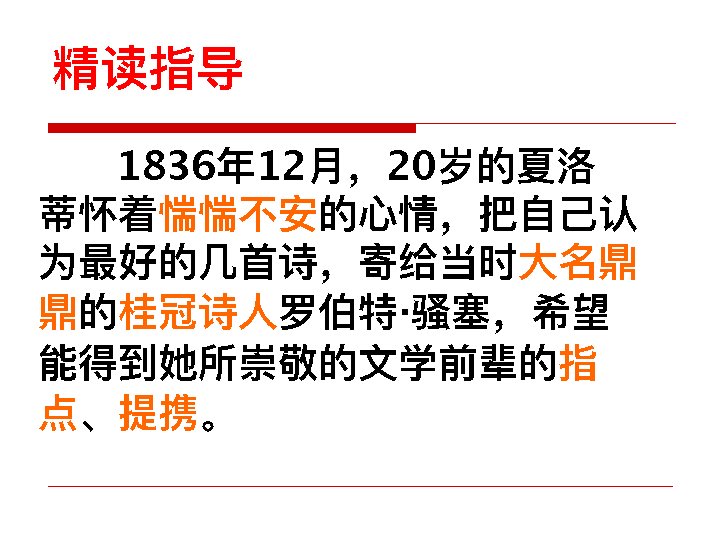 精读指导
1836年12月，20岁的夏洛
蒂怀着惴惴不安的心情，把自己认
为最好的几首诗，寄给当时大名鼎
鼎的桂冠诗人罗伯特·骚塞，希望
能得到她所崇敬的文学前辈的指
点、提携。